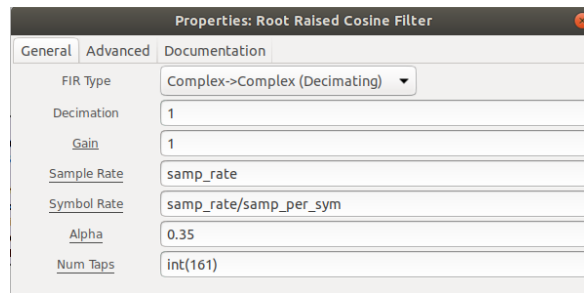 Properties: Root Raised Cosine Filter
General Advanced Documentation
FIR Type Complex->Complex (Decimating)
Decimation 1
Gain 1
Sample Rate samp_rate
Symbol Rate samp_rate/samp_per_sym
Alpha 0.35
Num Taps int(161)